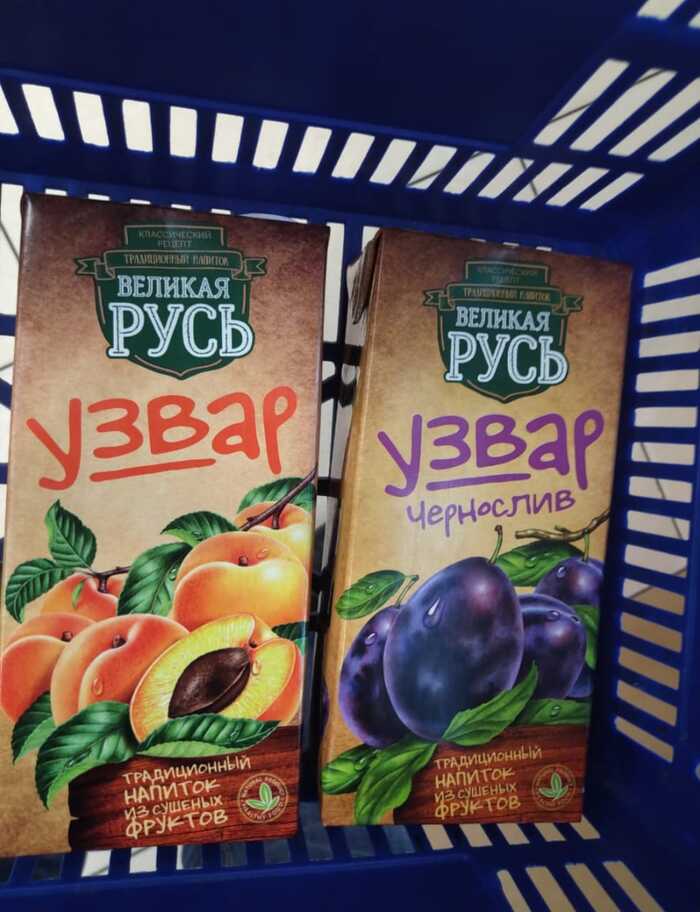 КЛАССИЧЕСКИЙ
РЕЦЕПТ
ТРАДИЦИОННЫЙ НАПИТОК
ВЕЛИКАЯ
РУСЬ
УЗВАР
ТРАДИЦИОННЫЙ
НАПИТОК
ИЗ СУШЕНЫХ
ФРУКТОВ
КЛАССИЧЕСКИЙ
РЕЦЕПТ
ТРАДИЦИОННЫЙ НАПИТОК
ВЕЛИКАЯ
РУСЬ
УЗВАР
ЧЕРНОСЛИВ
ТРАДИЦИОННЫЙ
НАПИТОК
ИЗ СУШЕНЫХ
ФРУКТОВ